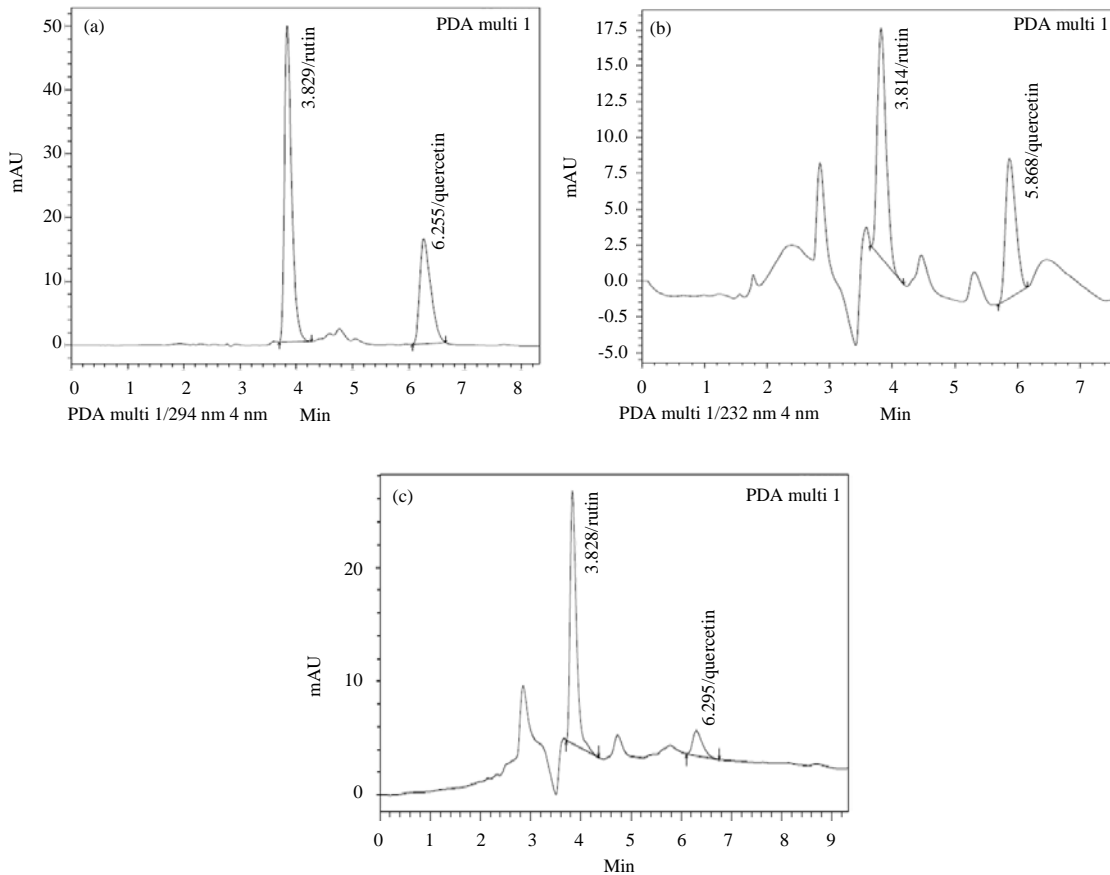 (a)
PDA multi 1
50
40
30
20
10
0
mAU
3.829/rutin
6.255/quercetin
0 1 2 3 4 5 6 7 8
PDA multi 1/294 nm 4 nm Min
(b)
PDA multi 1
17.5
15.0
12.5
10.0
7.5
5.0
2.5
0.0
-0.5
-5.0
mAU
3.814/rutin
5.868/quercetin
0 1 2 3 4 5 6 7
PDA multi 1/232 nm 4 nm Min
(c)
PDA multi 1
20
10
0
mAU
3.828/rutin
6.295/quercetin
0 1 2 3 4 5 6 7 8 9
Min